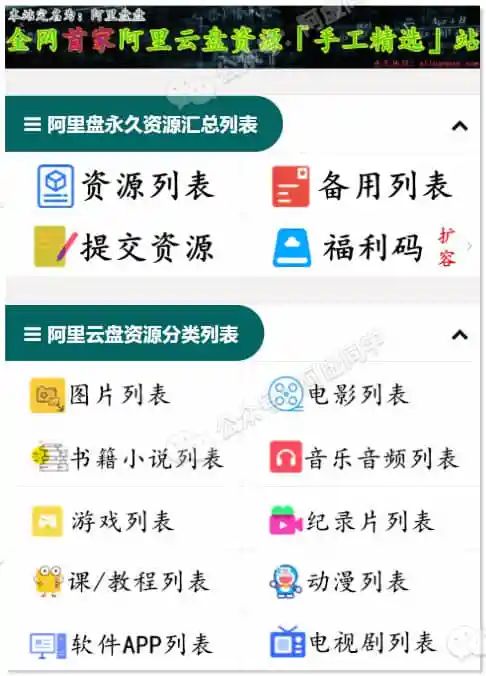 本站定名为：阿里盘盘
全网首家阿里云盘资源「手工精选」站
阿里盘永久资源汇总列表
资源列表 备用列表
提交资源 福利码 扩容
阿里云盘资源分类列表
图片列表 电影列表
书籍小说列表 音乐音频列表
游戏列表 纪录片列表
课/教程列表 动漫列表
软件APP列表 电视剧列表